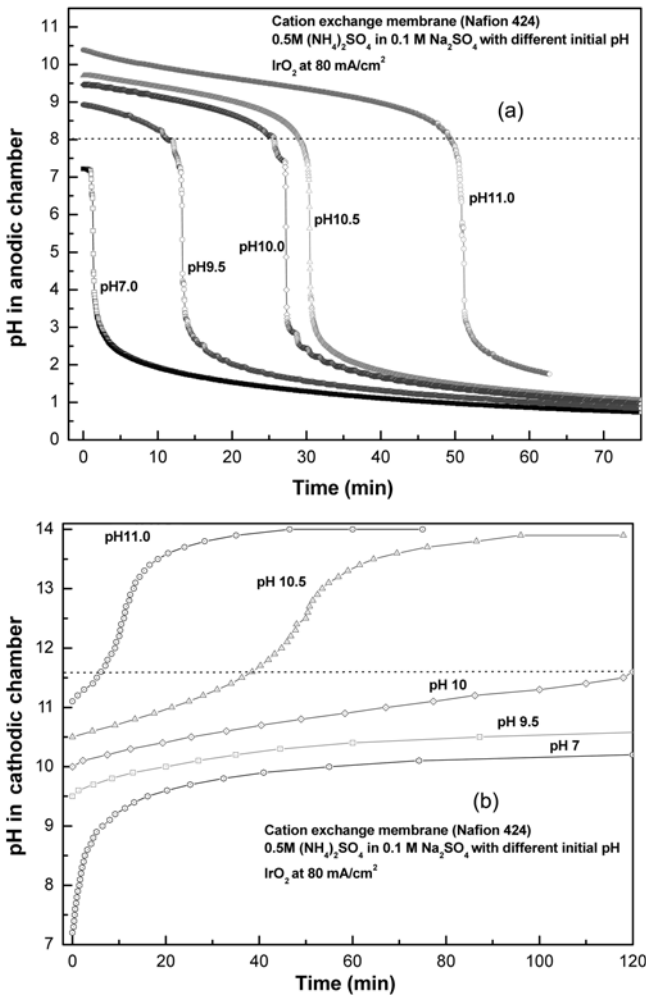 Cation exchange membrane (Nafion 424)
0.5M (NH₄)₂SO₄ in 0.1 M Na₂SO₄ with different initial pH
IrO₂ at 80 mA/cm²
(a)
pH in anodic chamber
11
10
9
8
7
6
5
4
3
2
1
0
pH7.0
pH9.5
pH10.0
pH10.5
pH11.0
0 10 20 30 40 50 60 70
Time (min)
pH in cathodic chamber
14
13
12
11
10
9
8
7
pH11.0
pH 10.5
pH 10
pH 9.5
pH 7
(b)
Cation exchange membrane (Nafion 424)
0.5M (NH₄)₂SO₄ in 0.1 M Na₂SO₄ with different initial pH
IrO₂ at 80 mA/cm²
0 20 40 60 80 100 120
Time (min)